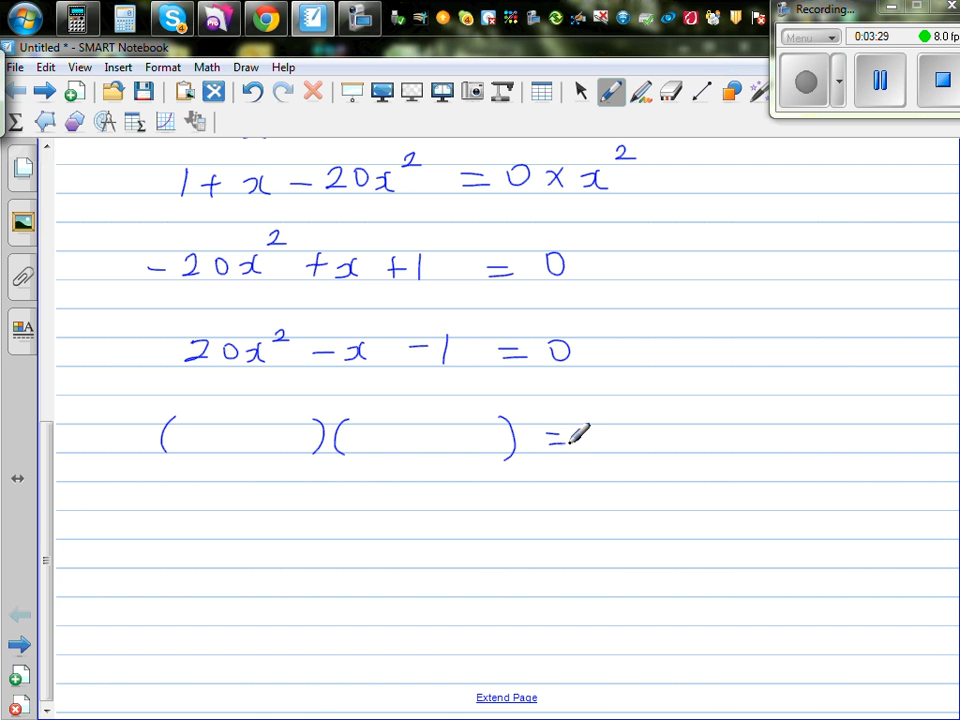 Recording...
Untitled * - SMART Notebook
Menu
0:03:29
8.0 fp
File Edit View Insert Format Math Draw Help
1 + x - 20x² = 0 × x²
- 20x² + x + 1 = 0
20x² - x - 1 = 0
( )( ) =
Extend Page